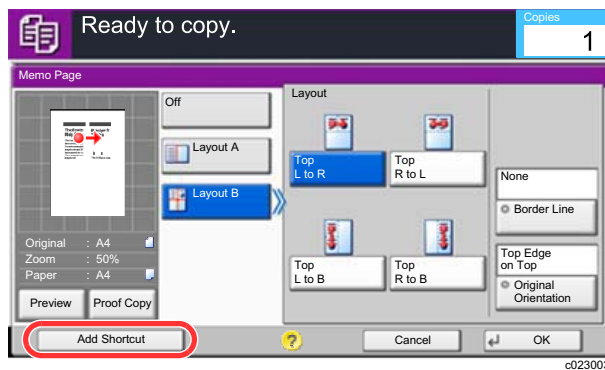 Ready to copy.
Copies
1
Memo Page
Off
Layout A
Layout B
Original : A4
Zoom : 50%
Paper : A4
Preview
Proof Copy
Layout
Top
L to R
Top
R to L
Top
L to B
Top
R to B
None
Border Line
Top Edge
on Top
Original
Orientation
Add Shortcut
?
Cancel
OK
c023003